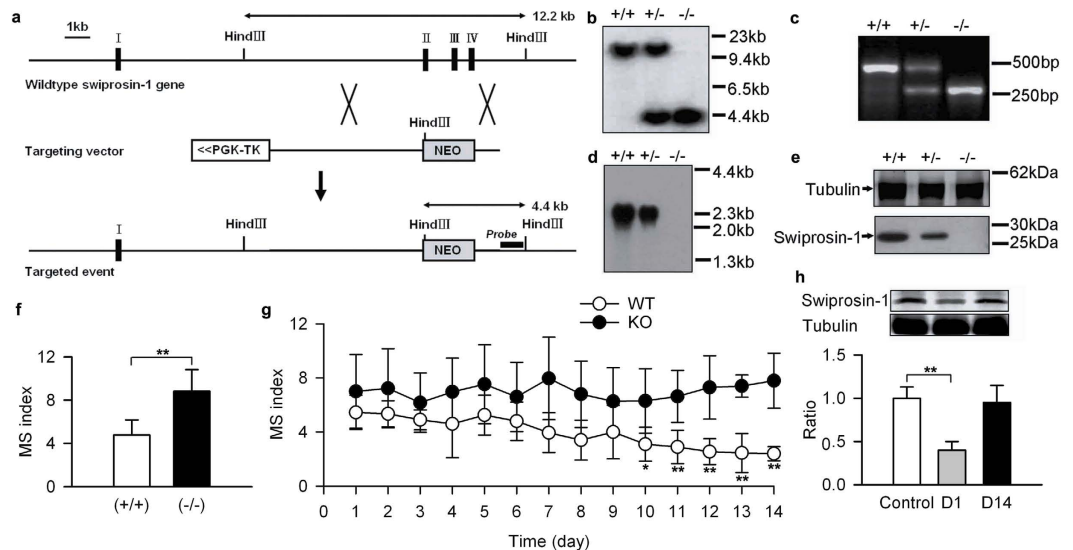 a
12.2 kb
1kb
I
HindIII
II
III
IV
HindIII
Wildtype swiprosin-1 gene
HindIII
Targeting vector
<<PGK-TK
NEO
4.4 kb
HindIII
HindIII
Probe
HindIII
I
NEO
Targeted event
b
+/+ +/- -/-
23kb
9.4kb
6.5kb
4.4kb
c
+/+ +/- -/-
500bp
250bp
d
+/+ +/- -/-
4.4kb
2.3kb
2.0kb
1.3kb
e
+/+ +/- -/-
62kDa
Tubulin
30kDa
Swiprosin-1
25kDa
f
12
8
4
0
MS index
**
(+/+) (-/-)
g
WT
KO
12
8
4
0
MS index
* ** ** ** **
0 1 2 3 4 5 6 7 8 9 10 11 12 13 14
Time (day)
h
Swiprosin-1
Tubulin
1.0
0.5
0.0
Ratio
**
Control D1 D14